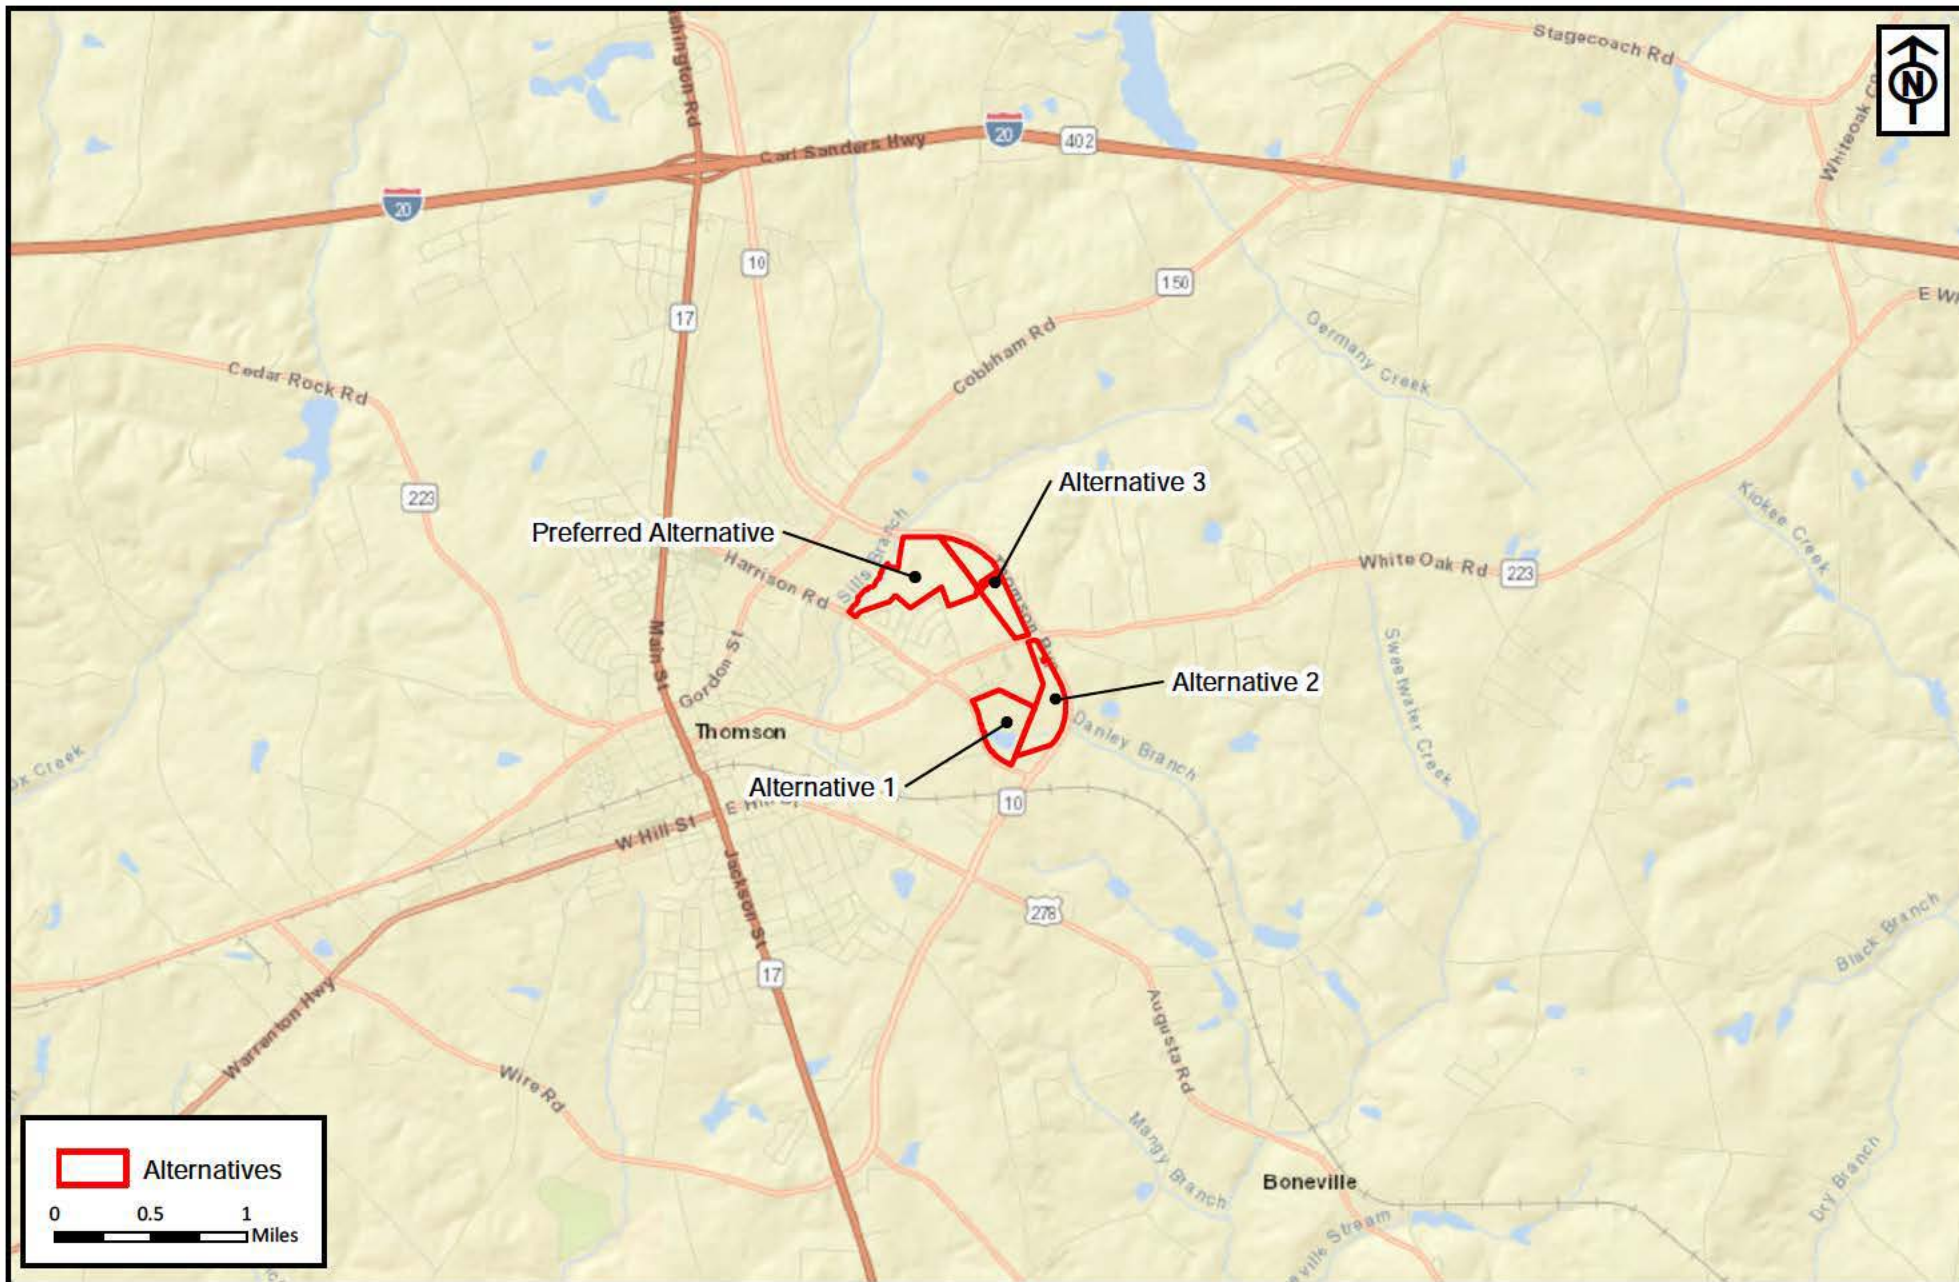 Stagecoach Rd
N
Carl Sanders Hwy
20
402
20
10
150
17
E W
Germany Creek
Cobbham Rd
Cedar Rock Rd
223
Alternative 3
Preferred Alternative
Sills Branch
Kiokee Creek
Harrison Rd
White Oak Rd
223
Main St
Gordon St
Sweetwater Creek
Alternative 2
Thomson
Danley Branch
Alternative 1
E Hill St
10
W Hill St
Jackson St
278
Black Branch
17
Warrenton Hwy
Augusta Rd
Wire Rd
Mangy Branch
Boneville
Dry Branch
Alternatives
0 0.5 1
Miles